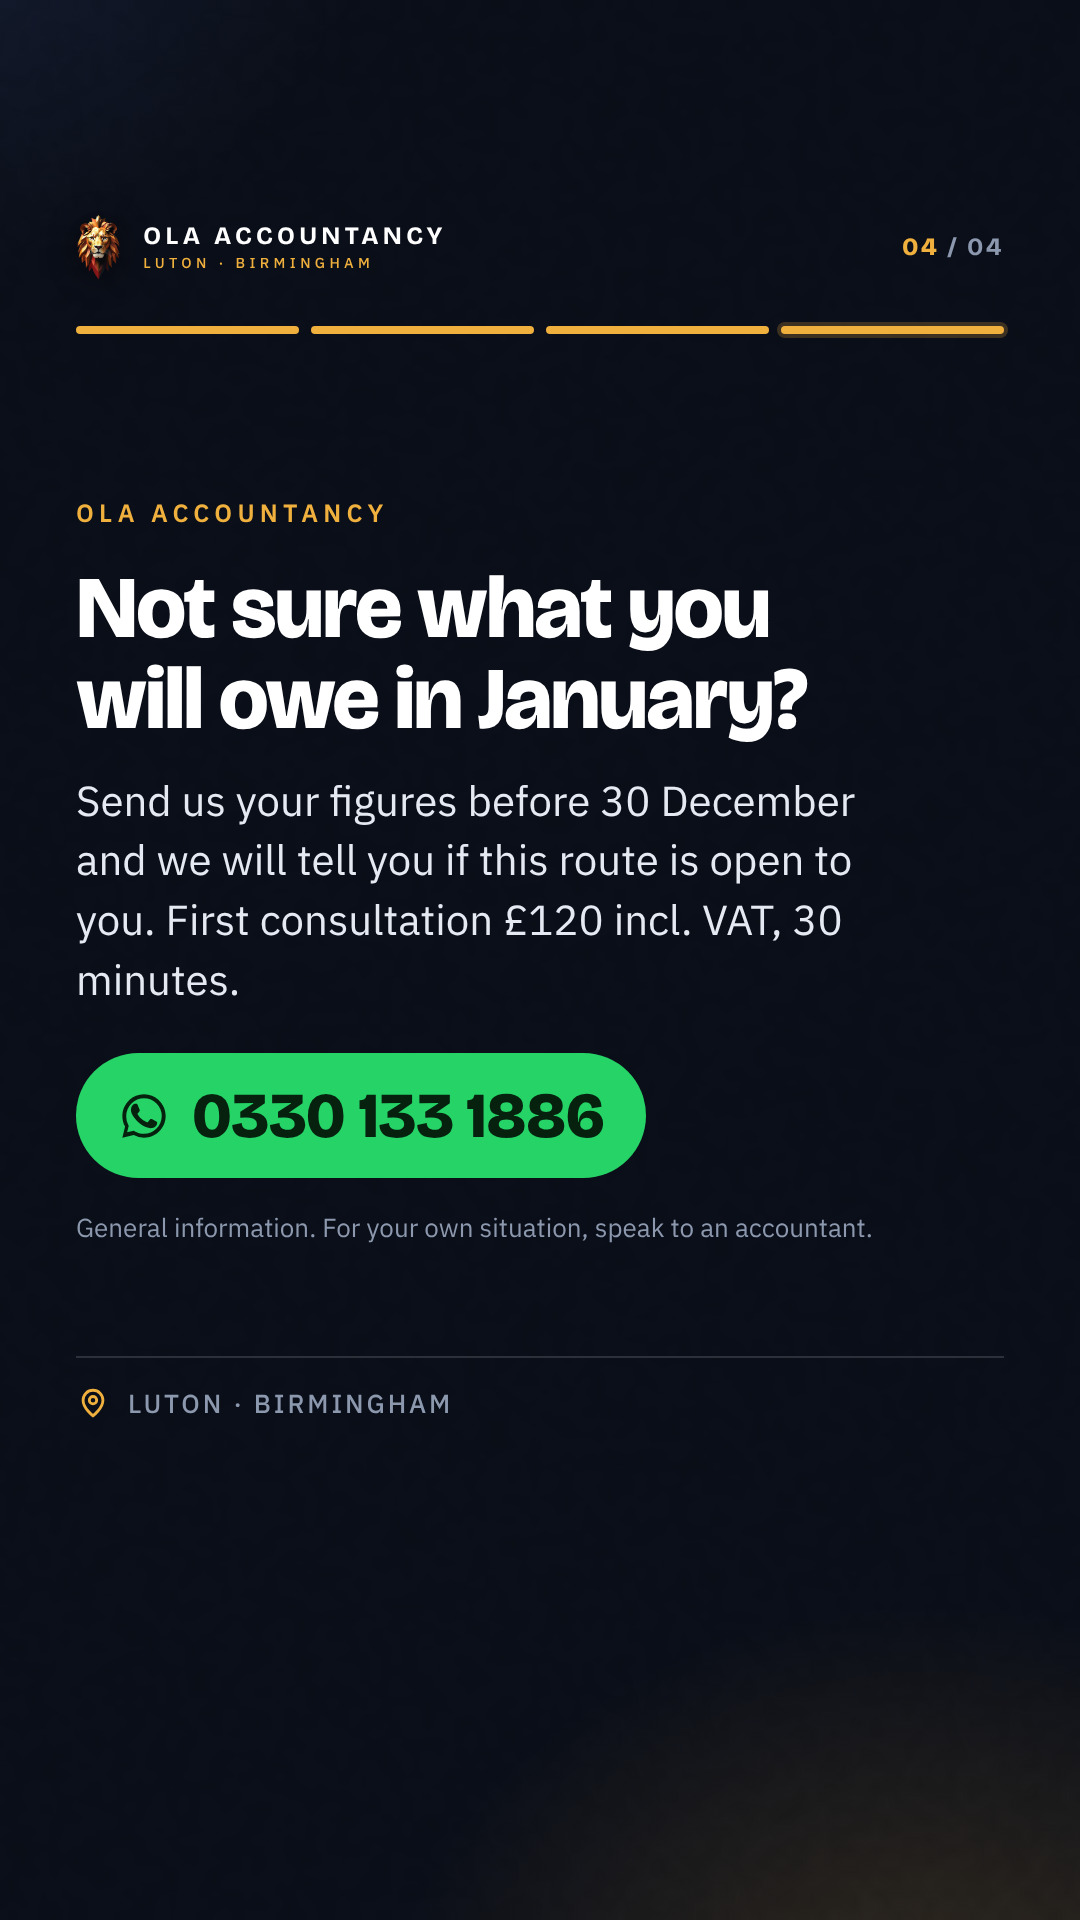 OLA ACCOUNTANCY
LUTON · BIRMINGHAM
04 / 04
OLA ACCOUNTANCY
Not sure what you
will owe in January?
Send us your figures before 30 December
and we will tell you if this route is open to
you. First consultation £120 incl. VAT, 30
minutes.
0330 133 1886
General information. For your own situation, speak to an accountant.
LUTON · BIRMINGHAM